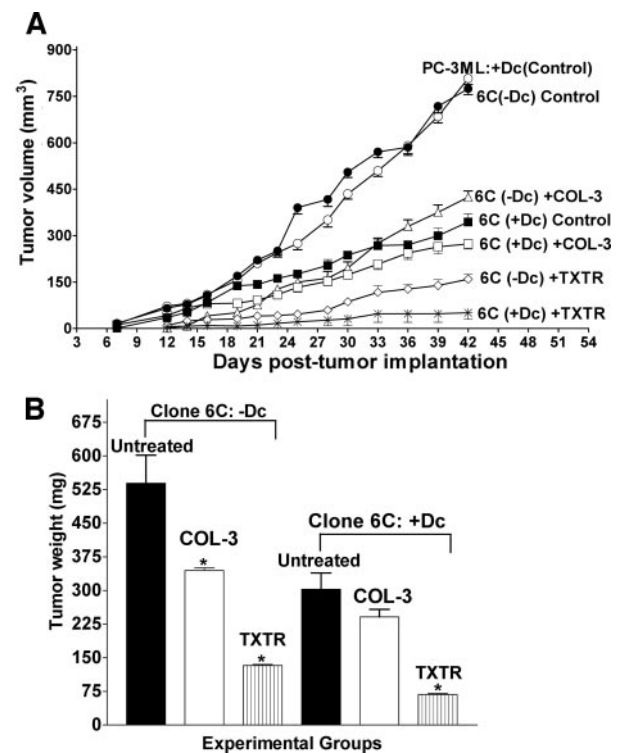 A
900
750
600
450
300
150
0
Tumor volume (mm3)
PC-3ML:+Dc(Control)
6C(-Dc) Control
6C (-Dc) +COL-3
6C (+Dc) Control
6C (+Dc) +COL-3
6C (-Dc) +TXTR
6C (+Dc) +TXTR
3 6 9 12 15 18 21 24 27 30 33 36 39 42 45 48 51 54
Days post-tumor implantation
B
675
600
525
450
375
300
225
150
75
0
Tumor weight (mg)
Clone 6C: -Dc
Untreated
COL-3
*
TXTR
*
Clone 6C: +Dc
Untreated
COL-3
TXTR
*
Experimental Groups